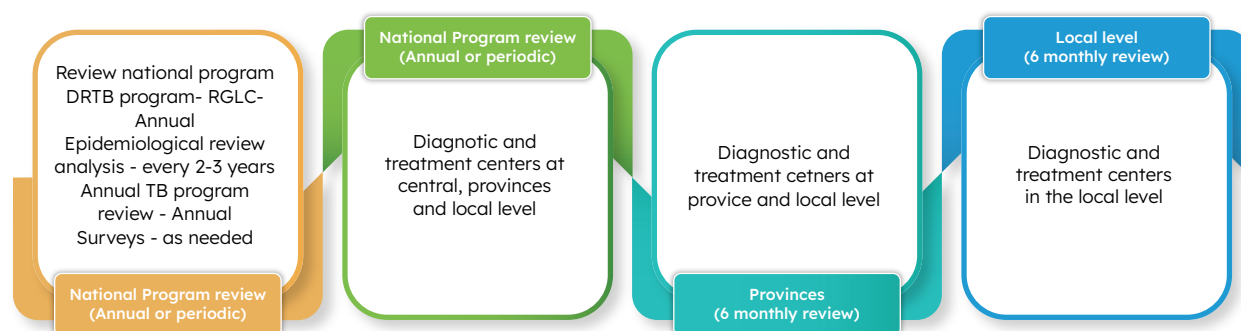 Review national program
DRTB program- RGLC-
Annual
Epidemiological review
analysis - every 2-3 years
Annual TB program
review - Annual
Surveys - as needed
National Program review
(Annual or periodic)
National Program review
(Annual or periodic)
Diagnotic and
treatment centers at
central, provinces
and local level
Diagnostic and
treatment cetners at
provice and local level
Provinces
(6 monthly review)
Local level
(6 monthly review)
Diagnostic and
treatment centers
in the local level